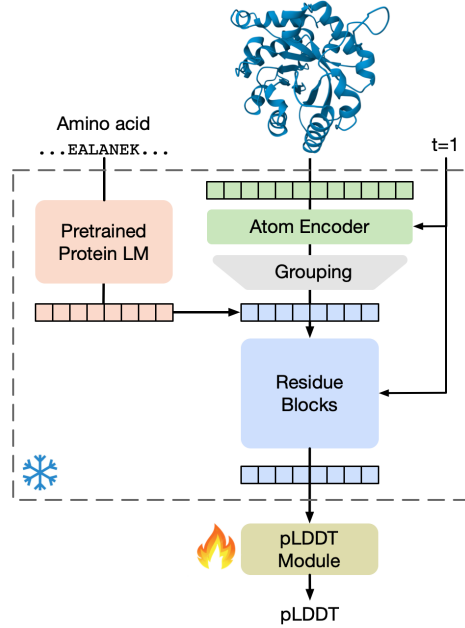 Amino acid
...EALANEK...
t=1
Pretrained
Protein LM
Atom Encoder
Grouping
Residue
Blocks
pLDDT
Module
pLDDT